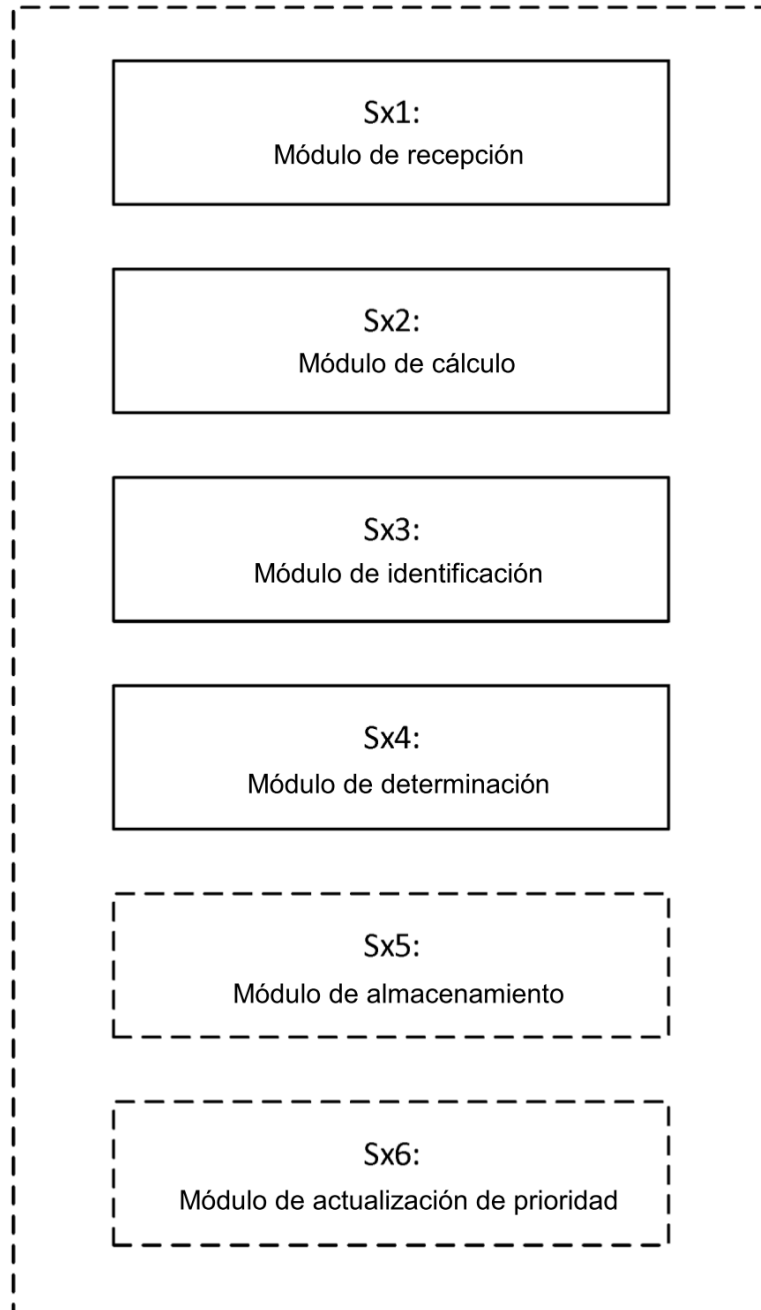 Sx1:
Módulo de recepción
Sx2:
Módulo de cálculo
Sx3:
Módulo de identificación
Sx4:
Módulo de determinación
Sx5:
Módulo de almacenamiento
Sx6:
Módulo de actualización de prioridad